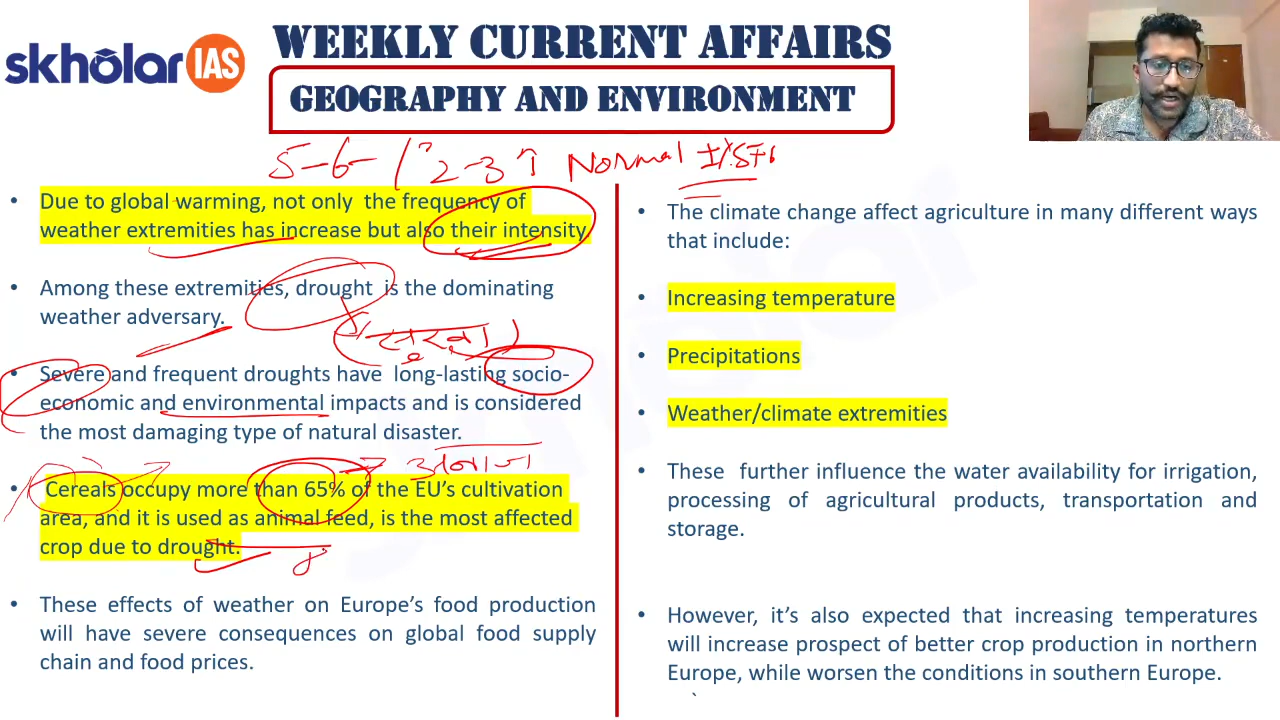 skholar IAS
WEEKLY CURRENT AFFAIRS
GEOGRAPHY AND ENVIRONMENT
5-6- 2-3↑ Normal
• Due to global warming, not only the frequency of
weather extremities has increase but also their intensity.
• Among these extremities, drought is the dominating
weather adversary.
(सूखा)
• Severe and frequent droughts have long-lasting socio-
economic and environmental impacts and is considered
the most damaging type of natural disaster.
• Cereals occupy more than 65% of the EU's cultivation
area, and it is used as animal feed, is the most affected
crop due to drought.
• These effects of weather on Europe's food production
will have severe consequences on global food supply
chain and food prices.
• The climate change affect agriculture in many different ways
that include:
• Increasing temperature
• Precipitations
• Weather/climate extremities
• These further influence the water availability for irrigation,
processing of agricultural products, transportation and
storage.
• However, it's also expected that increasing temperatures
will increase prospect of better crop production in northern
Europe, while worsen the conditions in southern Europe.